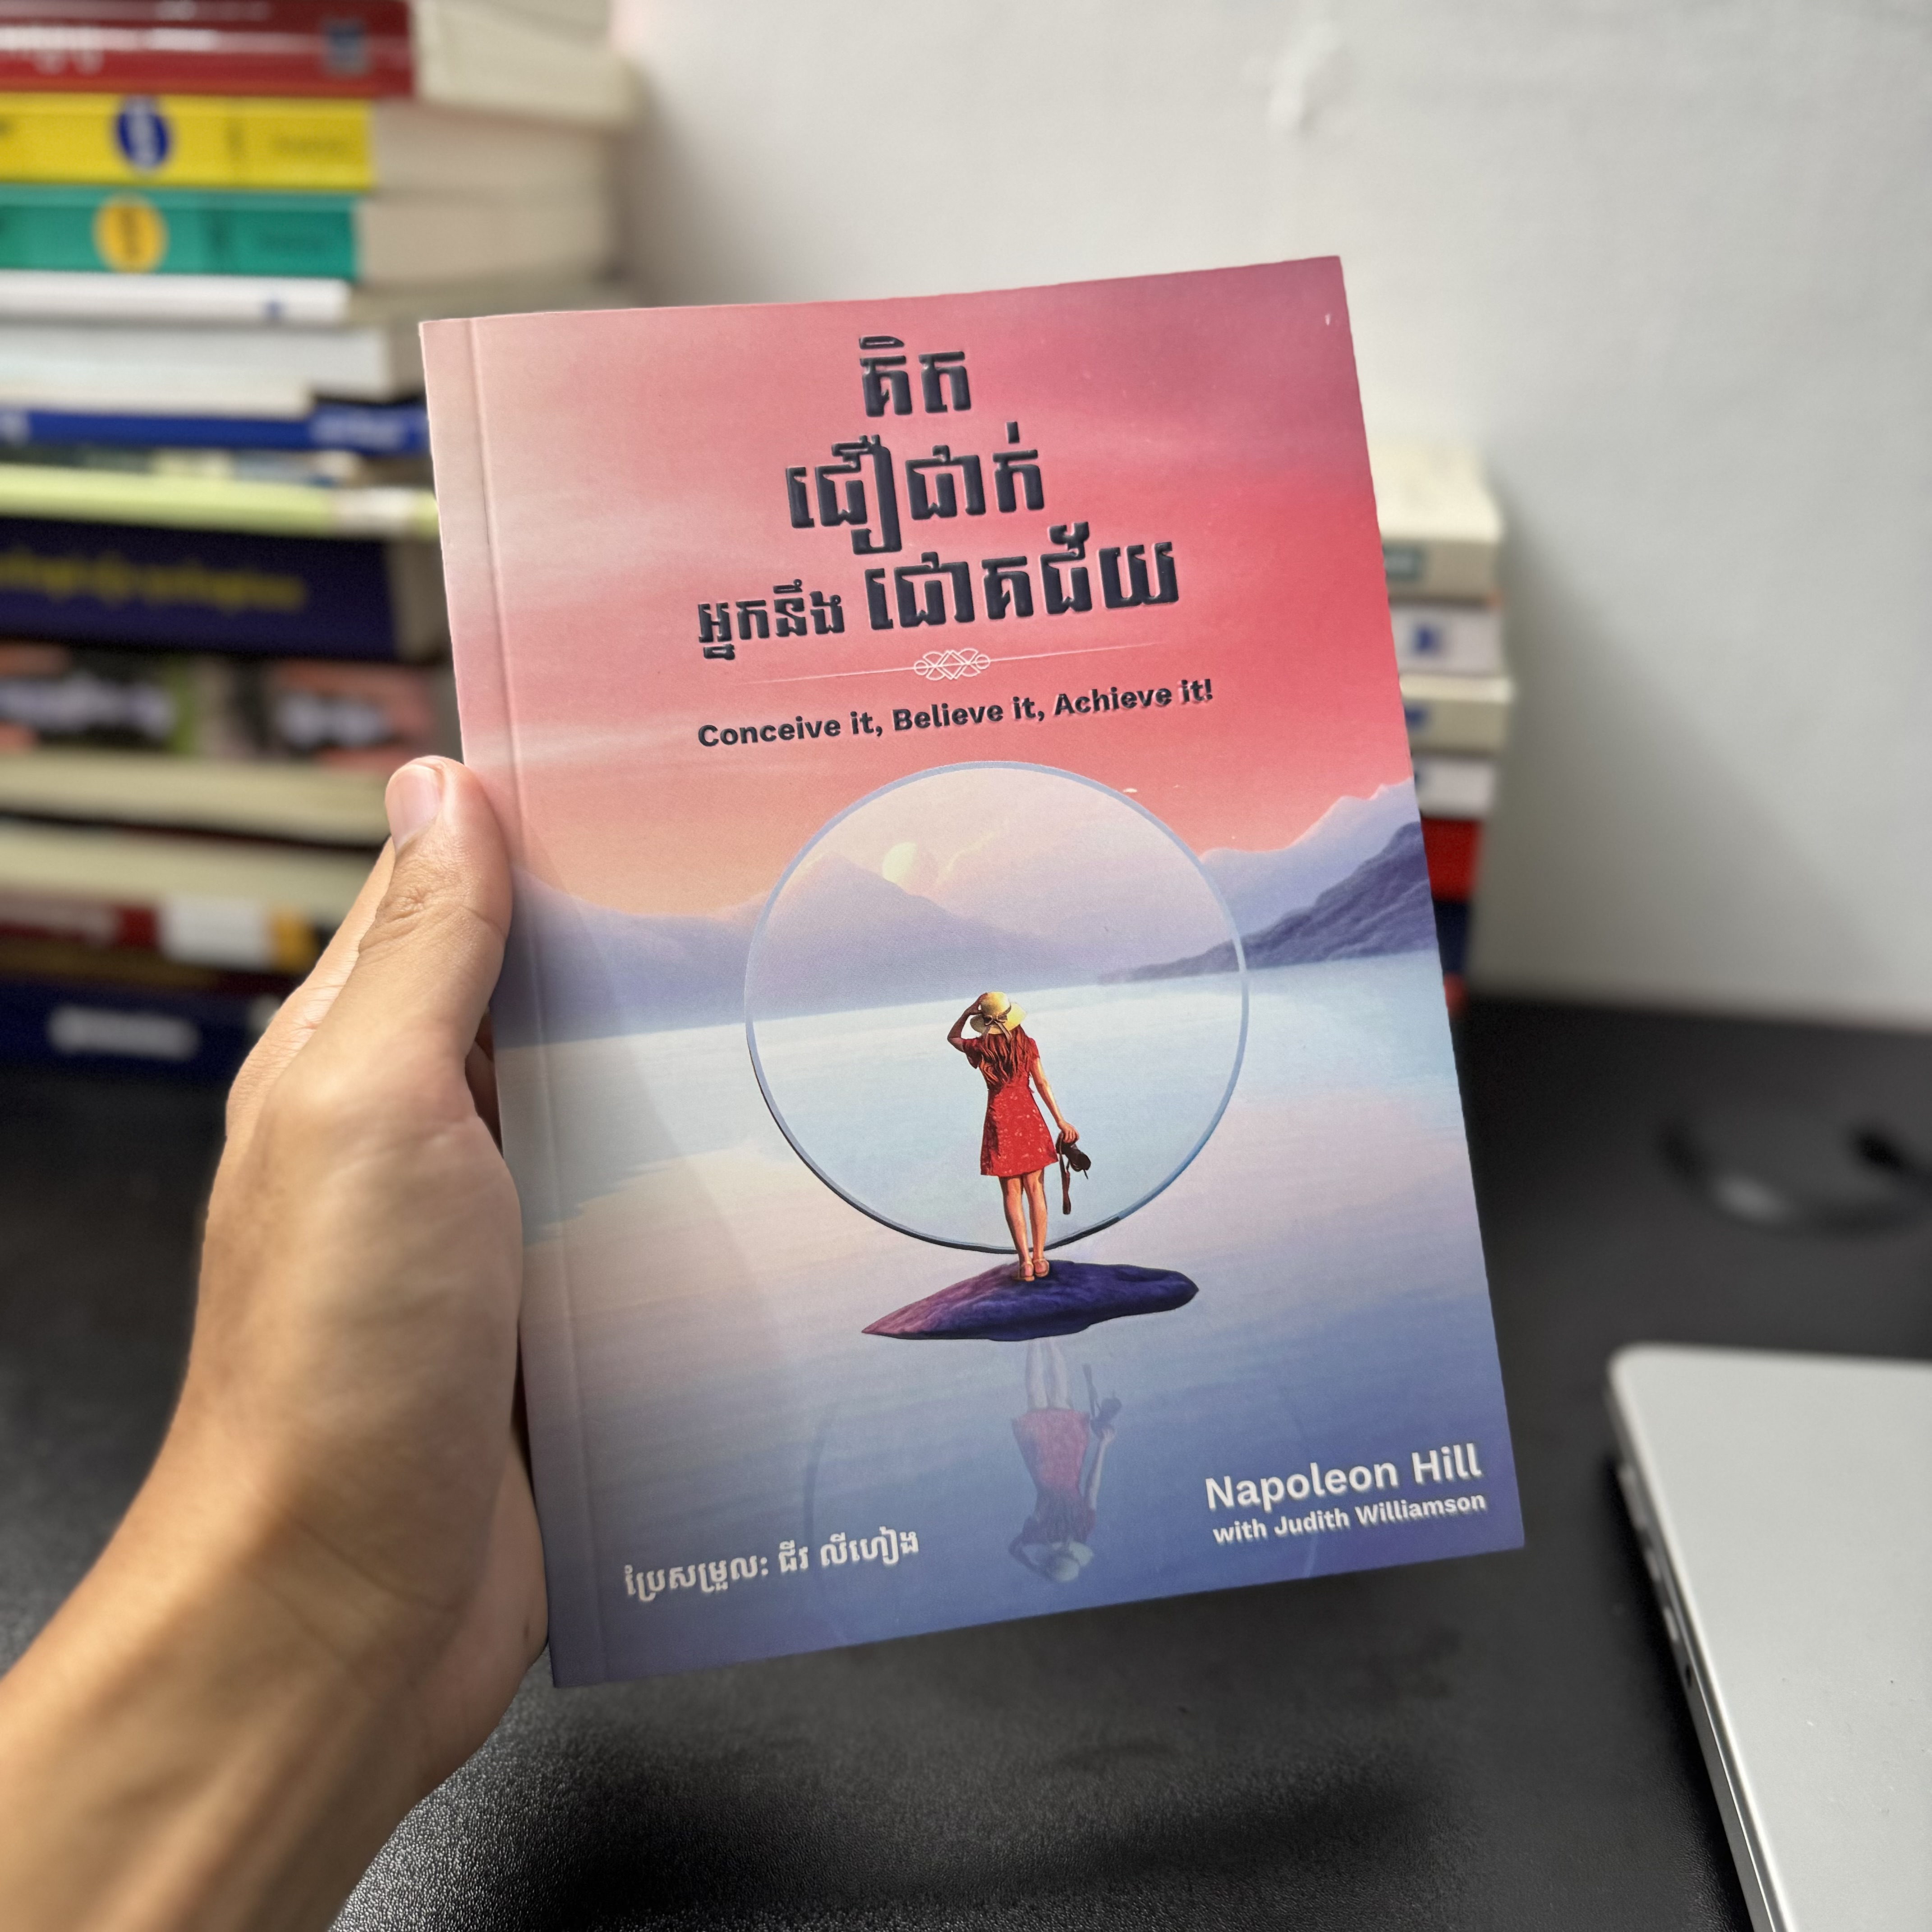 គិត
ជឿជាក់
អ្នកនឹង ជោគជ័យ
Conceive it, Believe it, Achieve it!
Napoleon Hill
with Judith Williamson
ប្រែសម្រួល: ជីវ លីហៀង